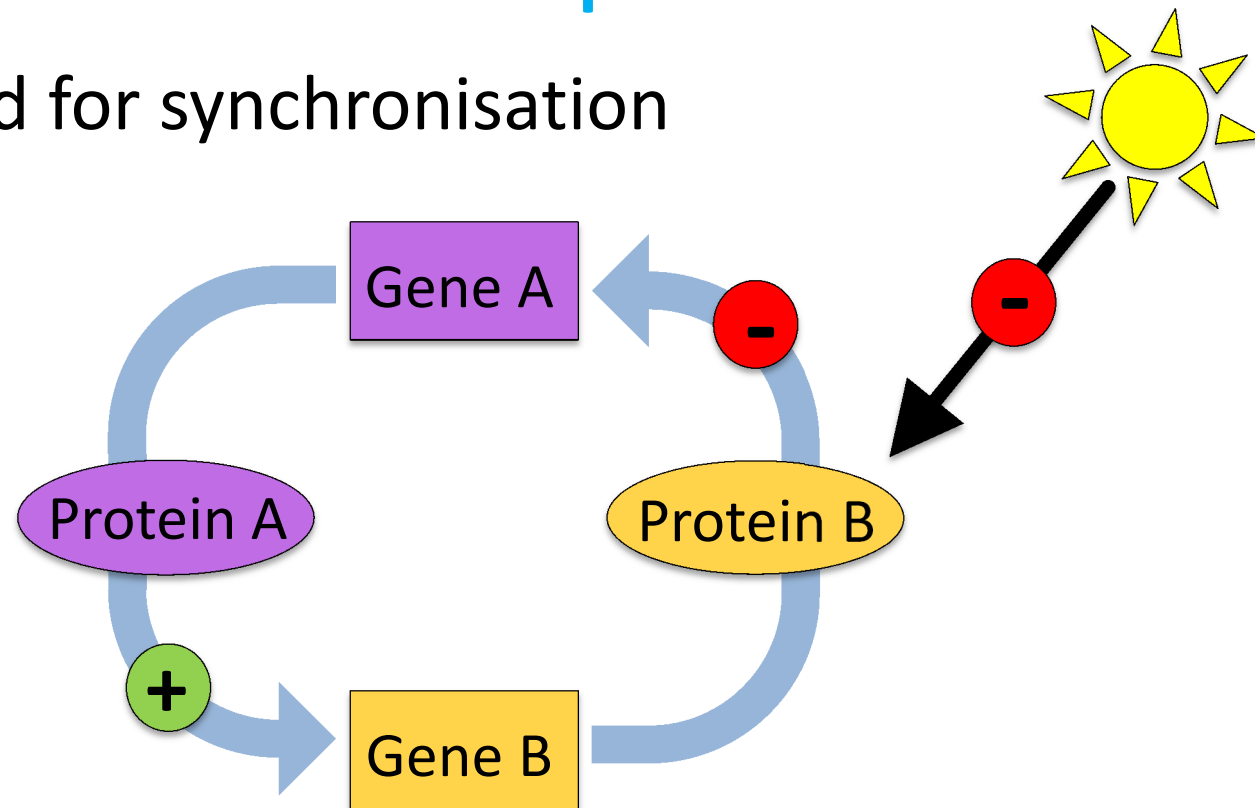 d for synchronisation
Gene A
-
-
Protein A
Protein B
+
Gene B